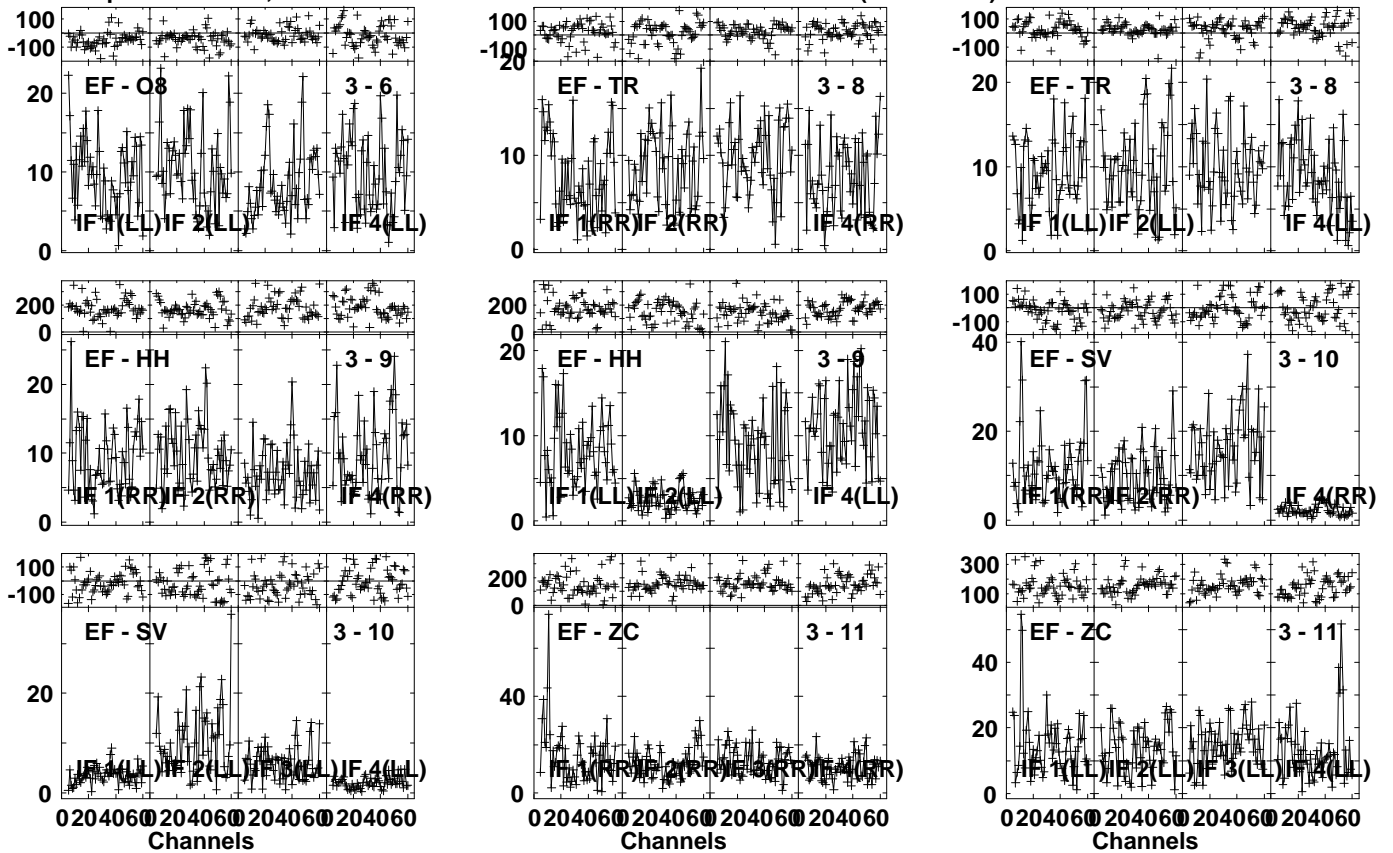 100
-100
EF - O8 3 - 6
20
10
0
IF 1(LL) IF 2(LL) IF 4(LL)
100
-100
20
EF - TR 3 - 8
10
0
IF 1(RR) IF 2(RR) IF 4(RR)
100
-100
EF - TR 3 - 8
20
10
0
IF 1(LL) IF 2(LL) IF 4(LL)
200
0
EF - HH 3 - 9
20
10
0
IF 1(RR) IF 2(RR) IF 4(RR)
200
0
20
EF - HH 3 - 9
10
0
IF 1(LL) IF 2(LL) IF 4(LL)
100
-100
40
EF - SV 3 - 10
20
0
IF 1(RR) IF 2(RR) IF 4(RR)
100
-100
EF - SV 3 - 10
20
0
IF 1(LL) IF 2(LL) IF 3(LL) IF 4(LL)
0 20 40 60 0 20 40 60 0 20 40 60 0 20 40 60
Channels
200
0
EF - ZC 3 - 11
40
0
IF 1(RR) IF 2(RR) IF 3(RR) IF 4(RR)
0 20 40 60 0 20 40 60 0 20 40 60 0 20 40 60
Channels
300
100
EF - ZC 3 - 11
40
20
0
IF 1(LL) IF 2(LL) IF 3(LL) IF 4(LL)
0 20 40 60 0 20 40 60 0 20 40 60 0 20 40 60
Channels